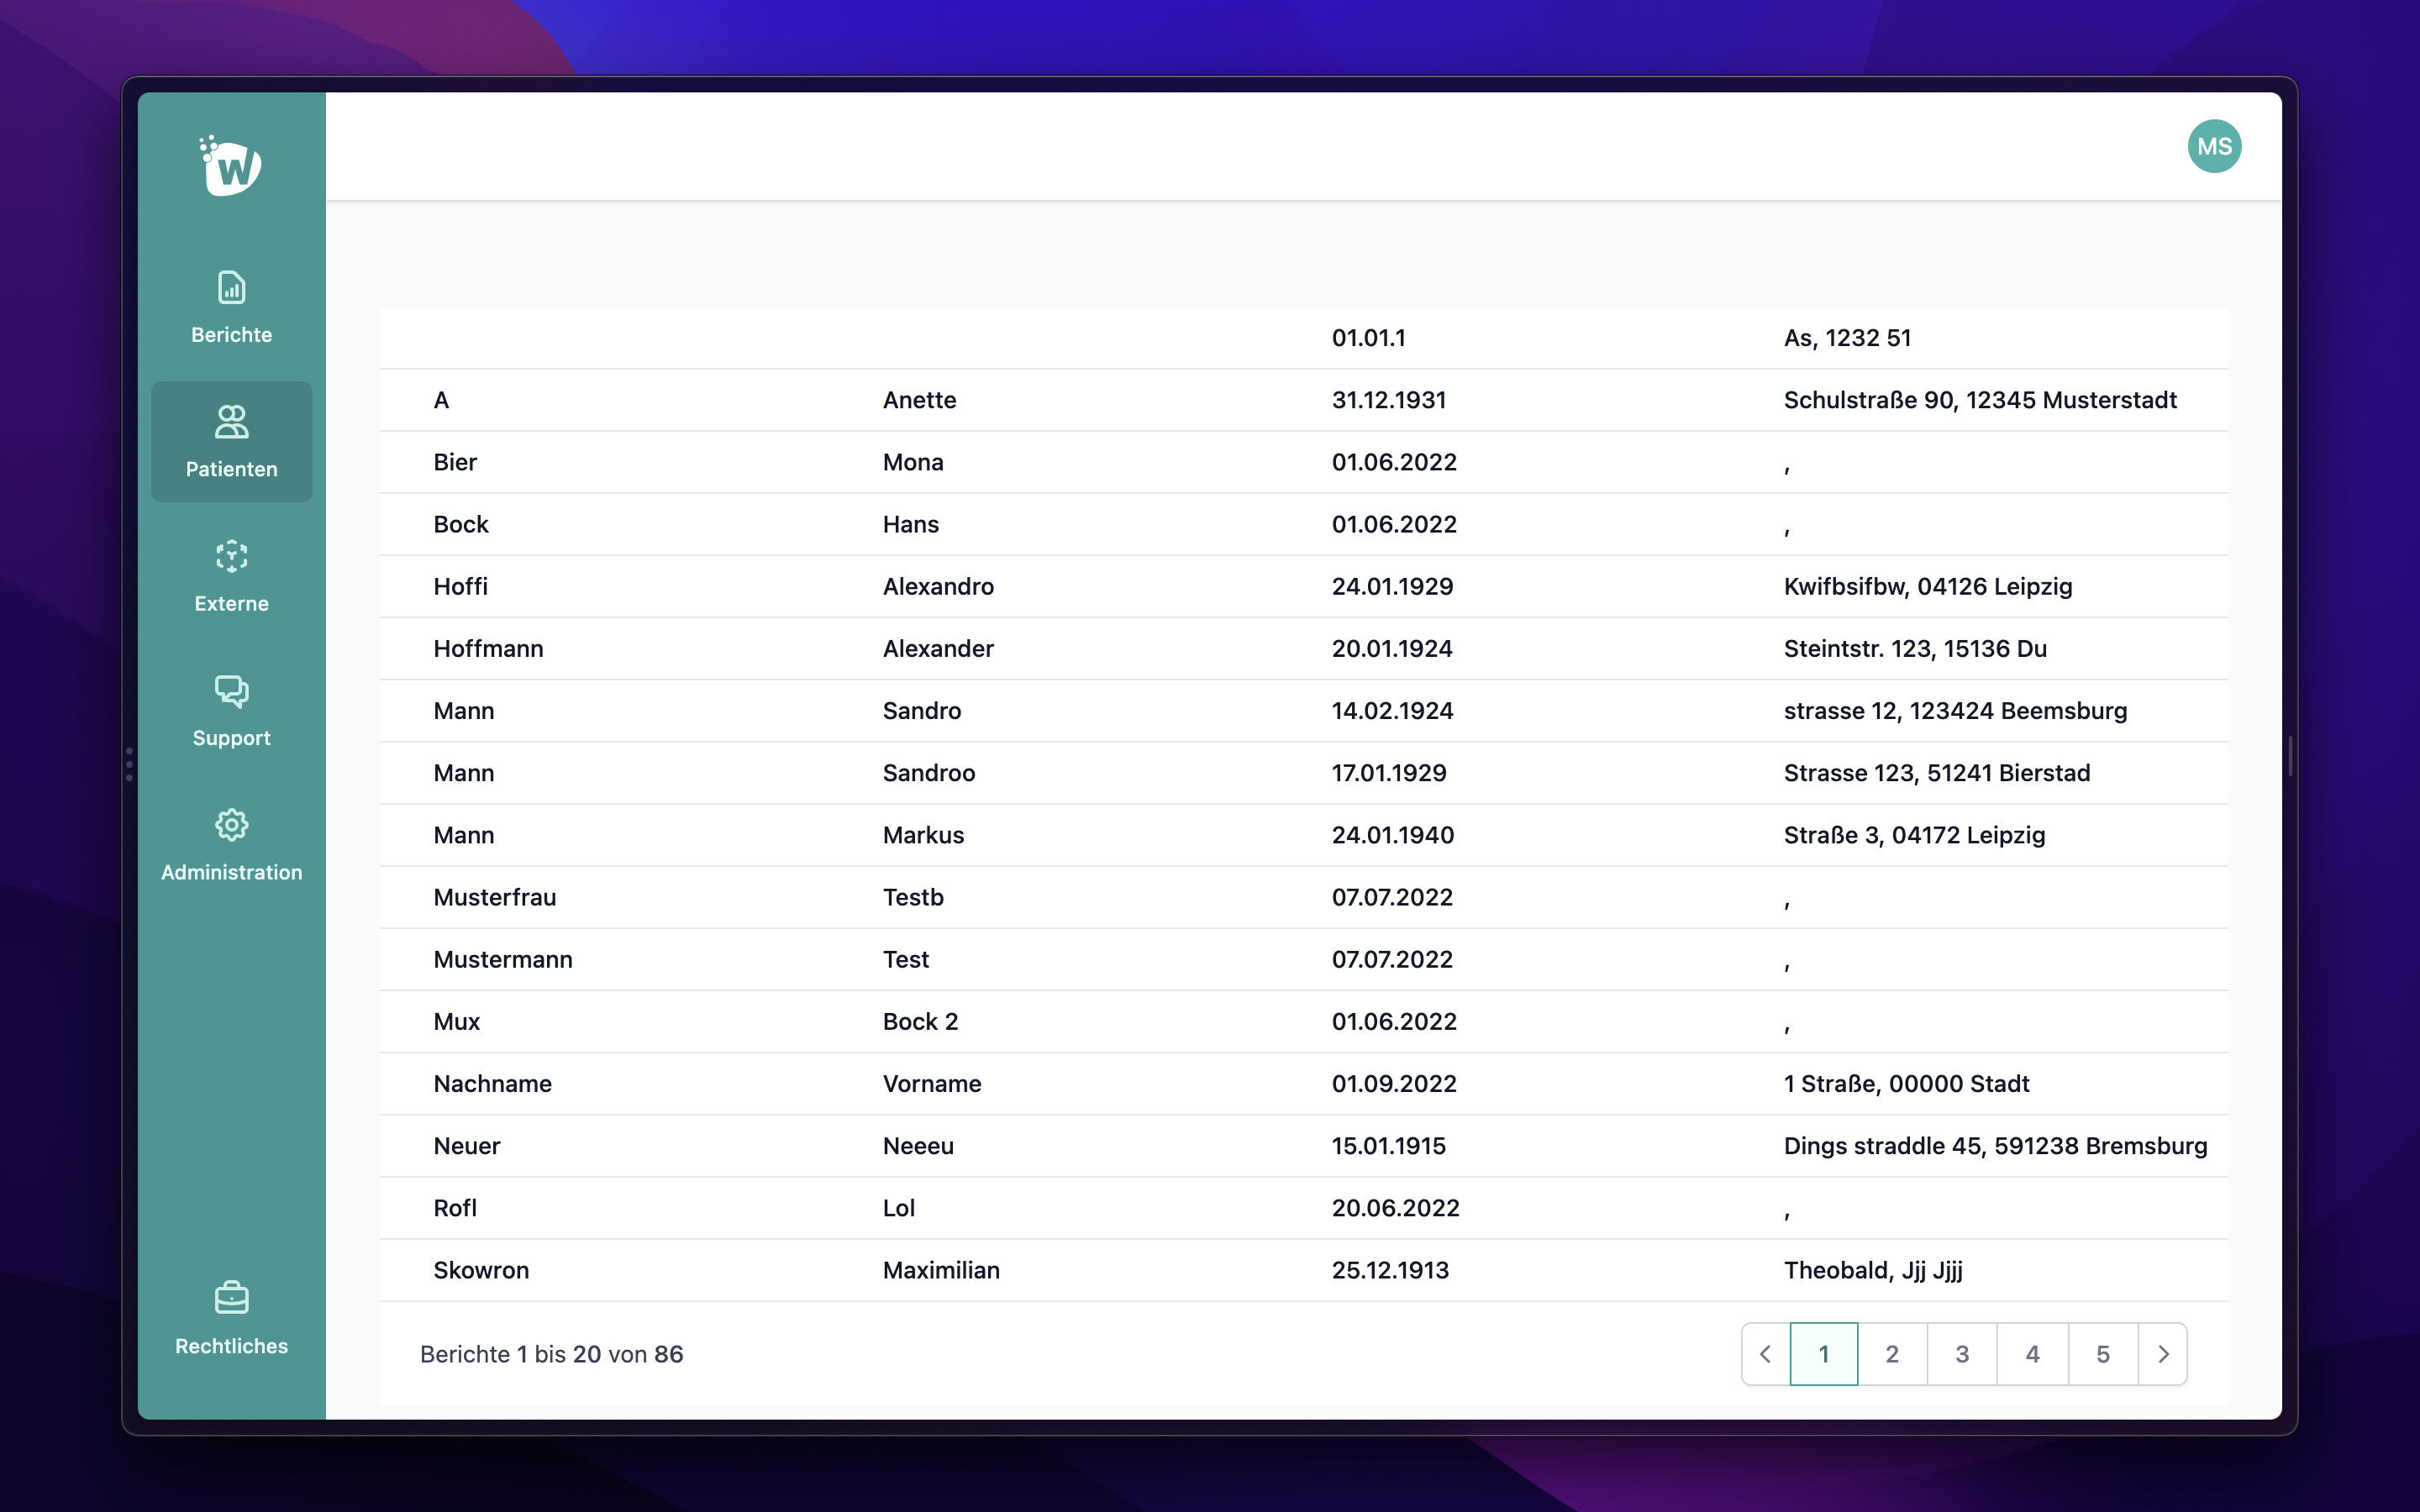 W
MS
Berichte
Patienten
Externe
Support
Administration
Rechtliches
01.01.1 As, 1232 51
A Anette 31.12.1931 Schulstraße 90, 12345 Musterstadt
Bier Mona 01.06.2022 ,
Bock Hans 01.06.2022 ,
Hoffi Alexandro 24.01.1929 Kwifbsifbw, 04126 Leipzig
Hoffmann Alexander 20.01.1924 Steintstr. 123, 15136 Du
Mann Sandro 14.02.1924 strasse 12, 123424 Beemsburg
Mann Sandroo 17.01.1929 Strasse 123, 51241 Bierstad
Mann Markus 24.01.1940 Straße 3, 04172 Leipzig
Musterfrau Testb 07.07.2022 ,
Mustermann Test 07.07.2022 ,
Mux Bock 2 01.06.2022 ,
Nachname Vorname 01.09.2022 1 Straße, 00000 Stadt
Neuer Neeeu 15.01.1915 Dings straddle 45, 591238 Bremsburg
Rofl Lol 20.06.2022 ,
Skowron Maximilian 25.12.1913 Theobald, Jjj Jjjj
Berichte 1 bis 20 von 86
1 2 3 4 5